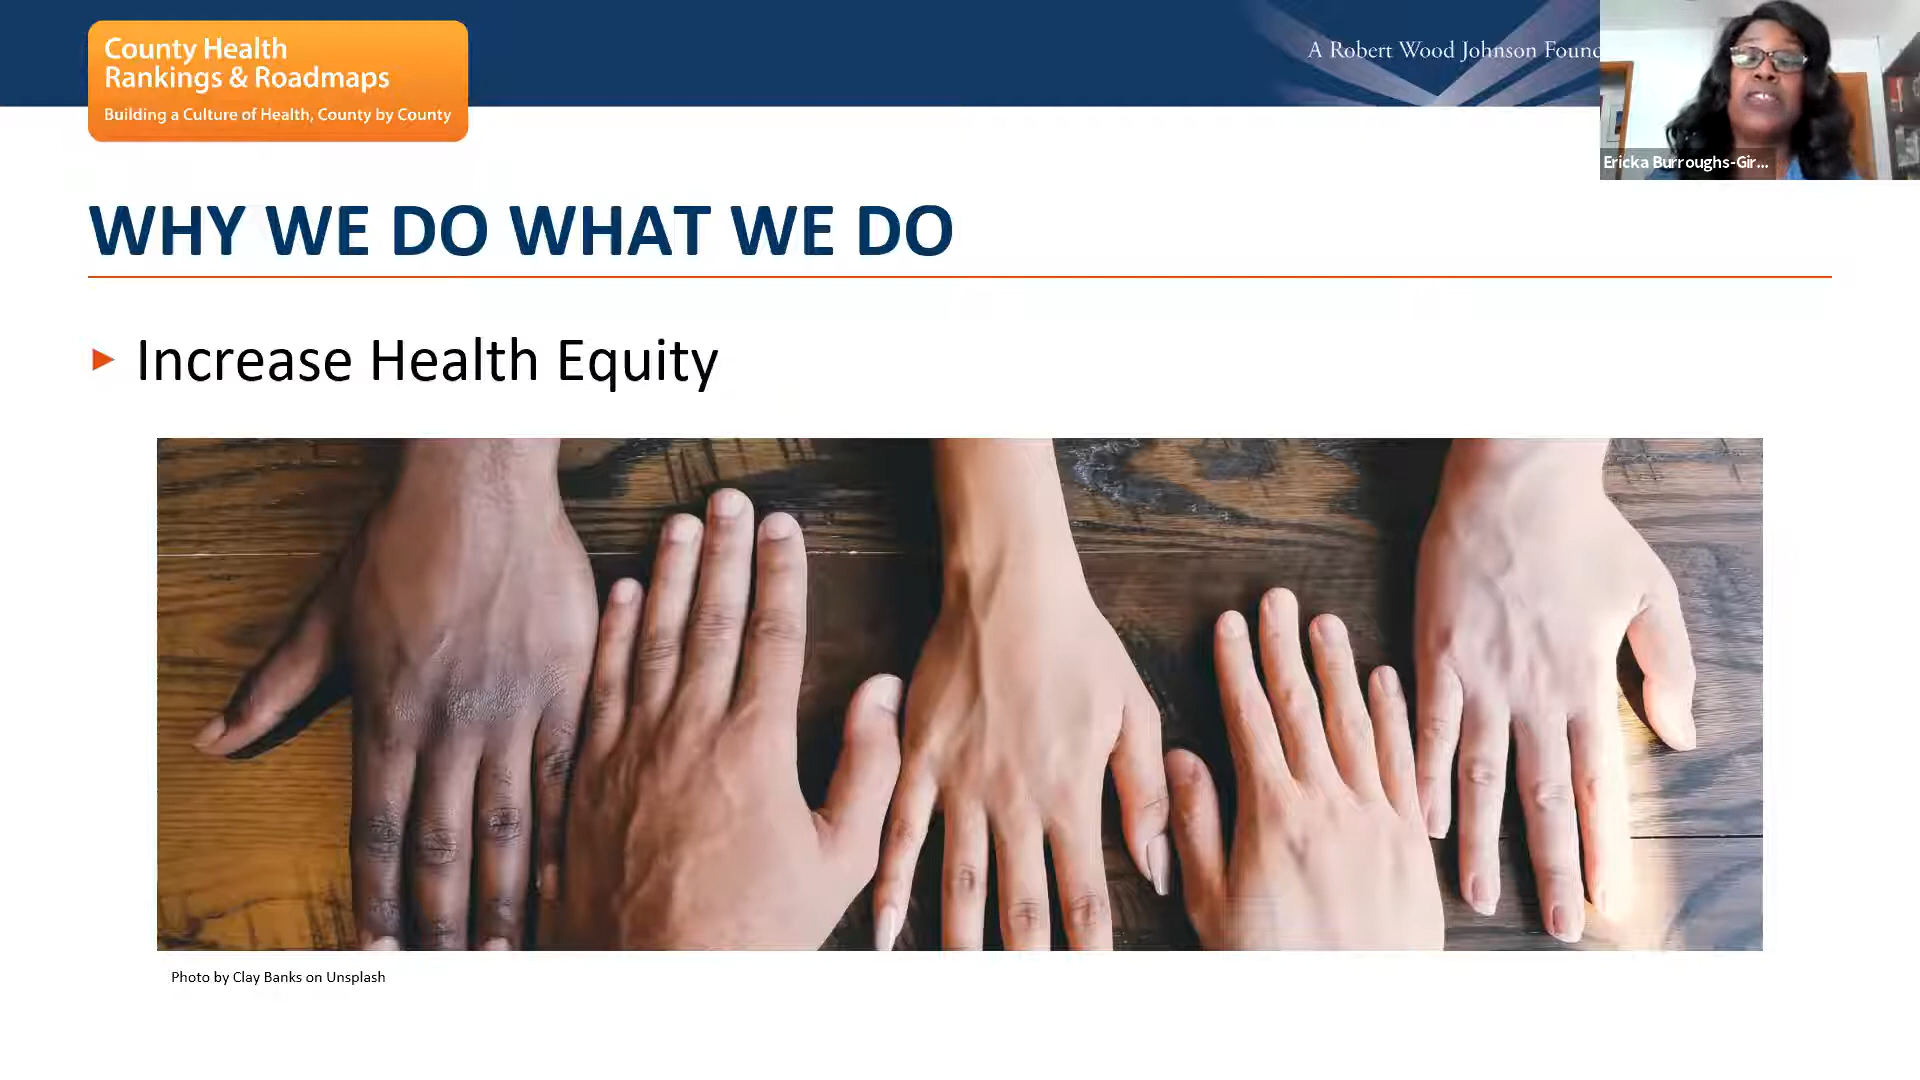 County Health
Rankings & Roadmaps
Building a Culture of Health, County by County
A Robert Wood Johnson Founc
Ericka Burroughs-Gir...
WHY WE DO WHAT WE DO
Increase Health Equity
Photo by Clay Banks on Unsplash